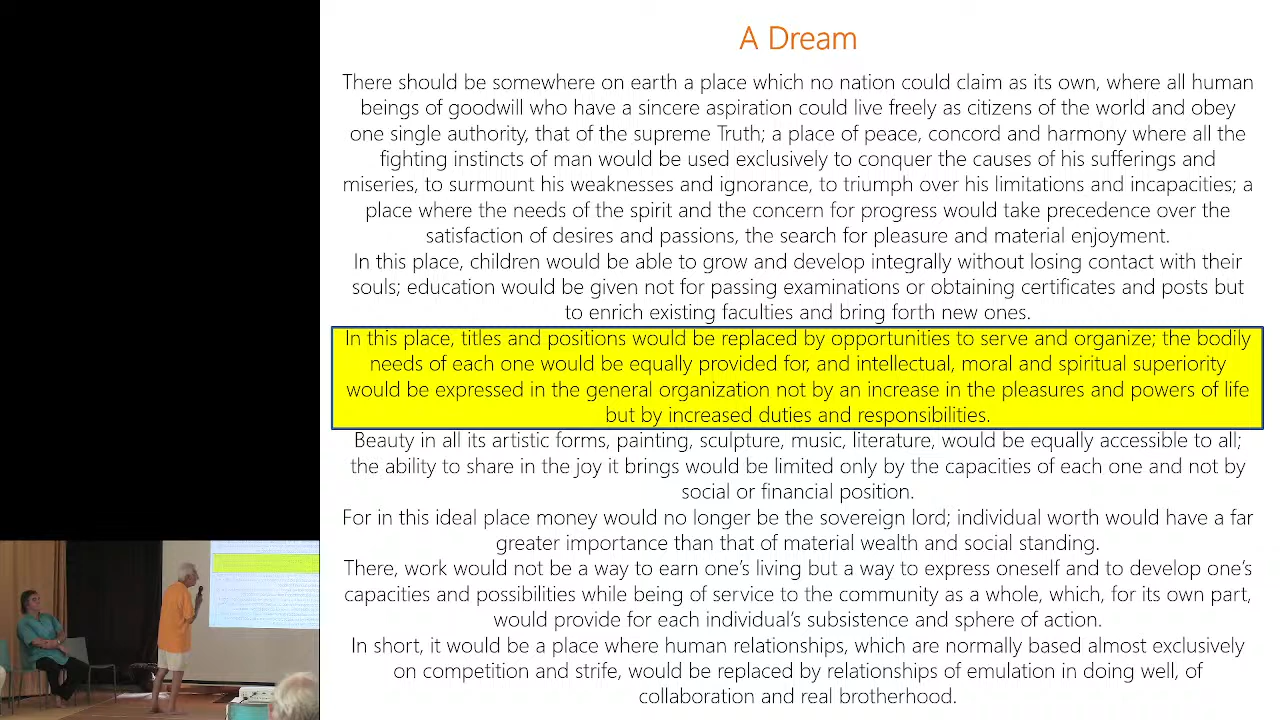 A Dream
There should be somewhere on earth a place which no nation could claim as its own, where all human
beings of goodwill who have a sincere aspiration could live freely as citizens of the world and obey
one single authority, that of the supreme Truth; a place of peace, concord and harmony where all the
fighting instincts of man would be used exclusively to conquer the causes of his sufferings and
miseries, to surmount his weaknesses and ignorance, to triumph over his limitations and incapacities; a
place where the needs of the spirit and the concern for progress would take precedence over the
satisfaction of desires and passions, the search for pleasure and material enjoyment.
In this place, children would be able to grow and develop integrally without losing contact with their
souls; education would be given not for passing examinations or obtaining certificates and posts but
to enrich existing faculties and bring forth new ones.
In this place, titles and positions would be replaced by opportunities to serve and organize; the bodily
needs of each one would be equally provided for, and intellectual, moral and spiritual superiority
would be expressed in the general organization not by an increase in the pleasures and powers of life
but by increased duties and responsibilities.
Beauty in all its artistic forms, painting, sculpture, music, literature, would be equally accessible to all;
the ability to share in the joy it brings would be limited only by the capacities of each one and not by
social or financial position.
For in this ideal place money would no longer be the sovereign lord; individual worth would have a far
greater importance than that of material wealth and social standing.
There, work would not be a way to earn one's living but a way to express oneself and to develop one's
capacities and possibilities while being of service to the community as a whole, which, for its own part,
would provide for each individual's subsistence and sphere of action.
In short, it would be a place where human relationships, which are normally based almost exclusively
on competition and strife, would be replaced by relationships of emulation in doing well, of
collaboration and real brotherhood.